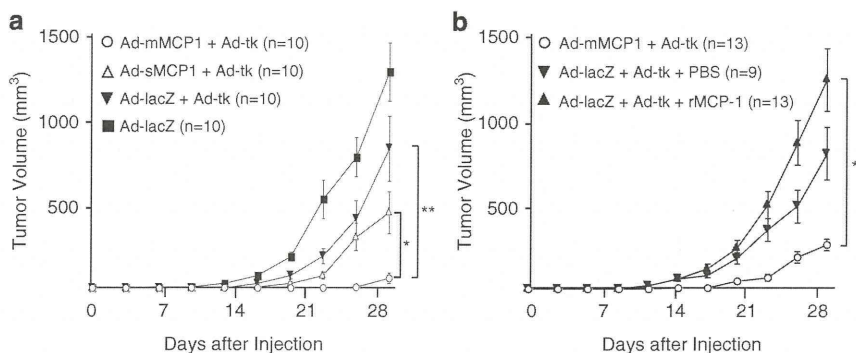 a
Ad-mMCP1 + Ad-tk (n=10)
Ad-sMCP1 + Ad-tk (n=10)
Ad-lacZ + Ad-tk (n=10)
Ad-lacZ (n=10)
Tumor Volume (mm³)
1500
1000
500
0 7 14 21 28
Days after Injection
*
**
b
Ad-mMCP1 + Ad-tk (n=13)
Ad-lacZ + Ad-tk + PBS (n=9)
Ad-lacZ + Ad-tk + rMCP-1 (n=13)
Tumor Volume (mm³)
1500
1000
500
0 7 14 21 28
Days after Injection
*